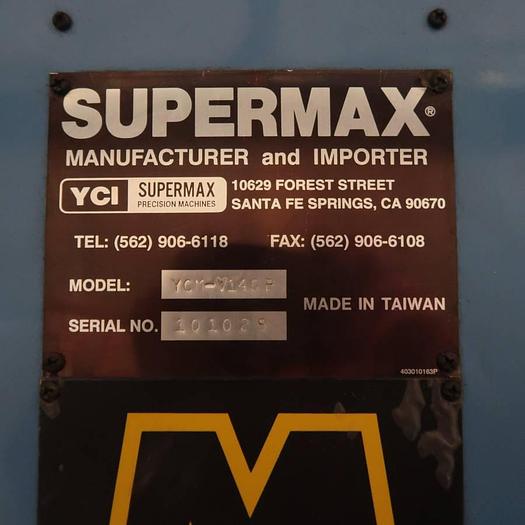 SUPERMAX®
MANUFACTURER and IMPORTER
YCI SUPERMAX PRECISION MACHINES
10629 FOREST STREET
SANTA FE SPRINGS, CA 90670
TEL: (562) 906-6118 FAX: (562) 906-6108
MODEL:
MADE IN TAIWAN
SERIAL NO. 101029
403010163P